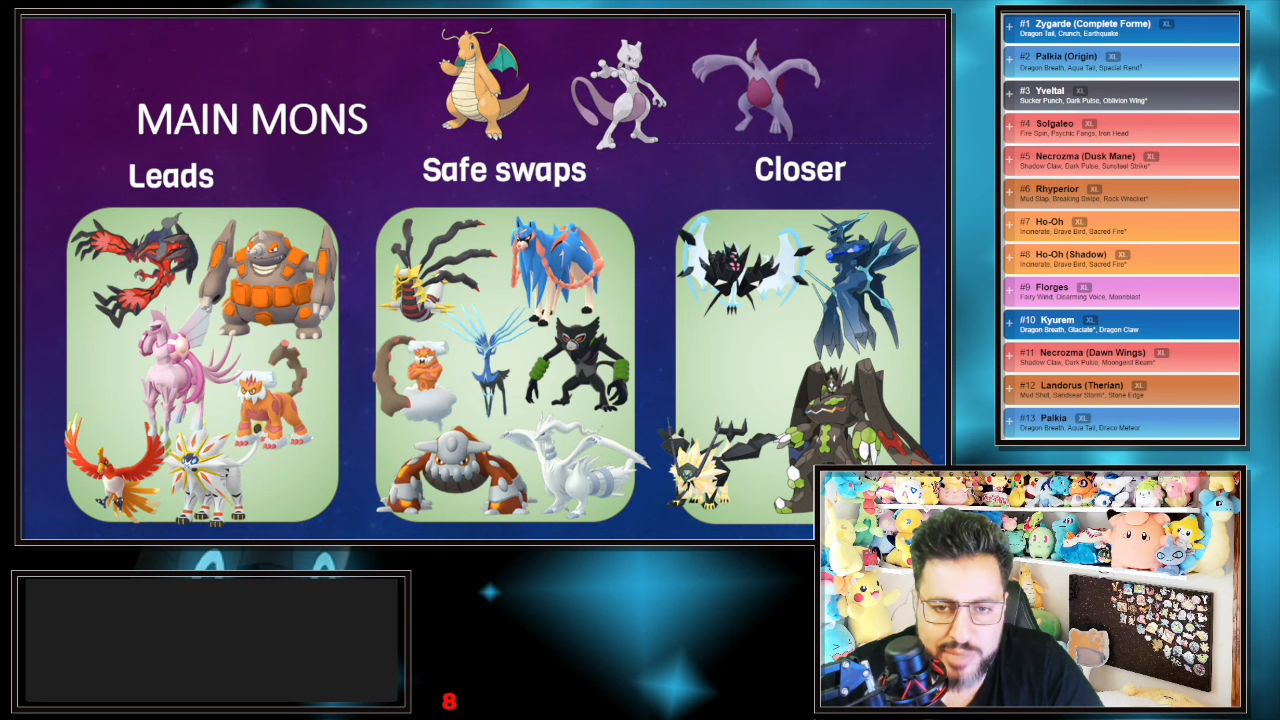 MAIN MONS
Leads
Safe swaps
Closer
#1 Zygarde (Complete Forme) XL
Dragon Tail, Crunch, Earthquake
#2 Palkia (Origin) XL
Dragon Breath, Aqua Tail, Spacial Rend†
#3 Yveltal XL
Sucker Punch, Dark Pulse, Oblivion Wing*
#4 Solgaleo XL
Fire Spin, Psychic Fangs, Iron Head
#5 Necrozma (Dusk Mane) XL
Shadow Claw, Dark Pulse, Sunsteel Strike*
#6 Rhyperior XL
Mud Slap, Breaking Swipe, Rock Wrecker*
#7 Ho-Oh XL
Incinerate, Brave Bird, Sacred Fire*
#8 Ho-Oh (Shadow) XL
Incinerate, Brave Bird, Sacred Fire*
#9 Florges XL
Fairy Wind, Disarming Voice, Moonblast
#10 Kyurem XL
Dragon Breath, Glaciate*, Dragon Claw
#11 Necrozma (Dawn Wings) XL
Shadow Claw, Dark Pulse, Moongeist Beam*
#12 Landorus (Therian) XL
Mud Shot, Sandsear Storm*, Stone Edge
#13 Palkia XL
Dragon Breath, Aqua Tail, Draco Meteor
8